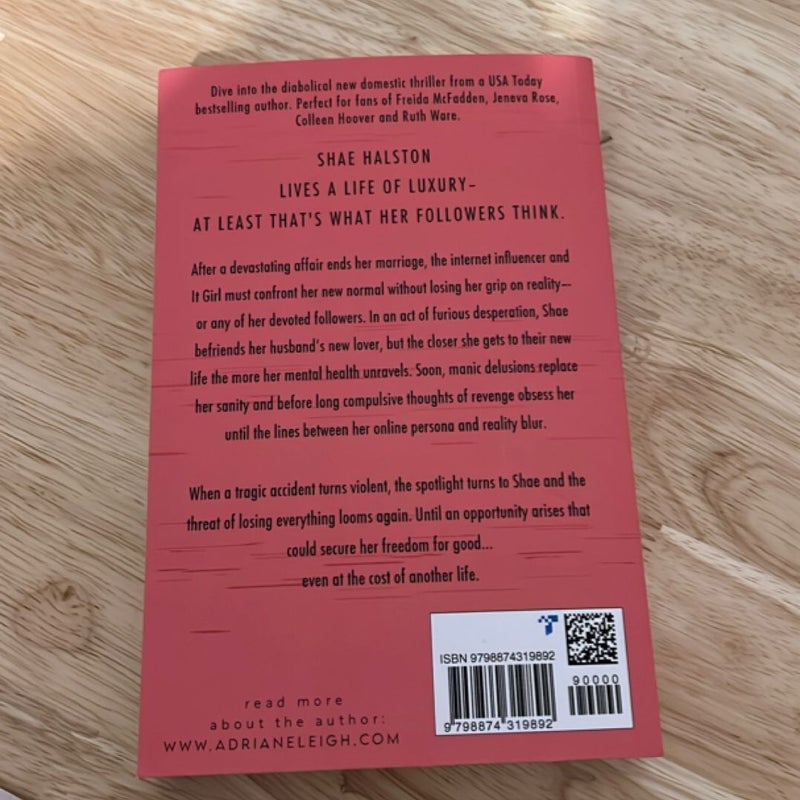 Dive into the diabolical new domestic thriller from a USA Today
bestselling author. Perfect for fans of Freida McFadden, Jeneva Rose,
Colleen Hoover and Ruth Ware.
SHAE HALSTON
LIVES A LIFE OF LUXURY–
AT LEAST THAT'S WHAT HER FOLLOWERS THINK.
After a devastating affair ends her marriage, the internet influencer and
It Girl must confront her new normal without losing her grip on reality—
or any of her devoted followers. In an act of furious desperation, Shae
befriends her husband's new lover, but the closer she gets to their new
life the more her mental health unravels. Soon, manic delusions replace
her sanity and before long compulsive thoughts of revenge obsess her
until the lines between her online persona and reality blur.
When a tragic accident turns violent, the spotlight turns to Shae and the
threat of losing everything looms again. Until an opportunity arises that
could secure her freedom for good...
even at the cost of another life.
read more
about the author:
WWW.ADRIANELEIGH.COM
ISBN 9798874319892
90000
9 798874 319892